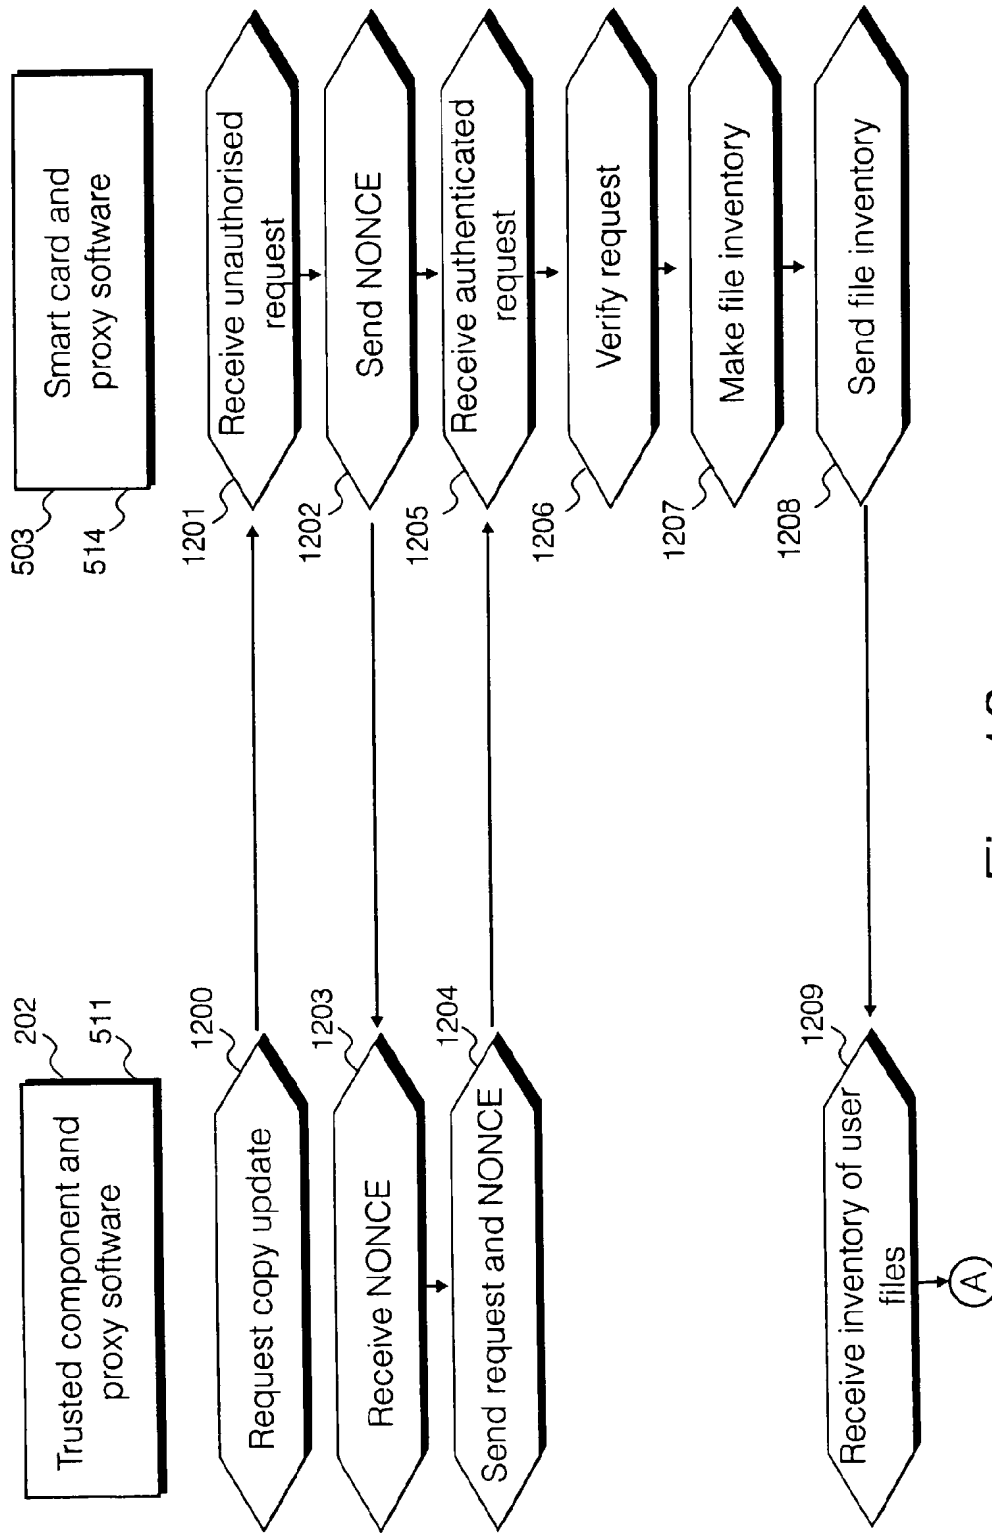 Trusted component and
proxy software
202
511
Smart card and
proxy software
503
514
Request copy update
1200
Receive unauthorised
request
1201
Send NONCE
1202
Receive NONCE
1203
Send request and NONCE
1204
Receive authenticated
request
1205
Verify request
1206
Make file inventory
1207
Send file inventory
1208
Receive inventory of user
files
1209
A